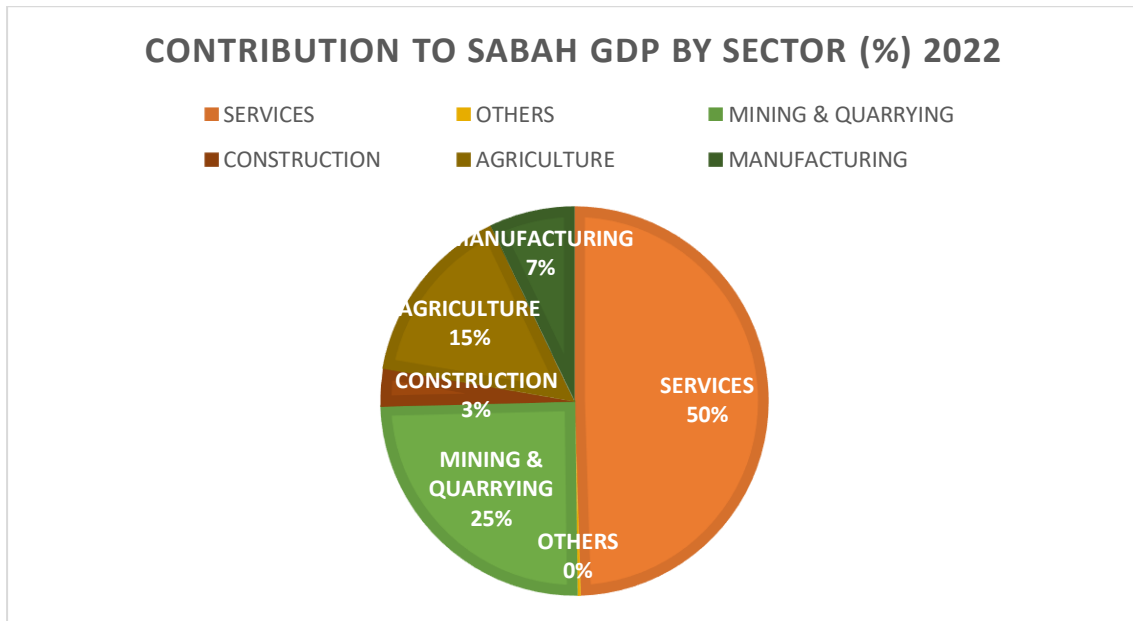 CONTRIBUTION TO SABAH GDP BY SECTOR (%) 2022
SERVICES
OTHERS
MINING & QUARRYING
CONSTRUCTION
AGRICULTURE
MANUFACTURING
MANUFACTURING
7%
AGRICULTURE
15%
CONSTRUCTION
3%
SERVICES
50%
MINING &
QUARRYING
25%
OTHERS
0%